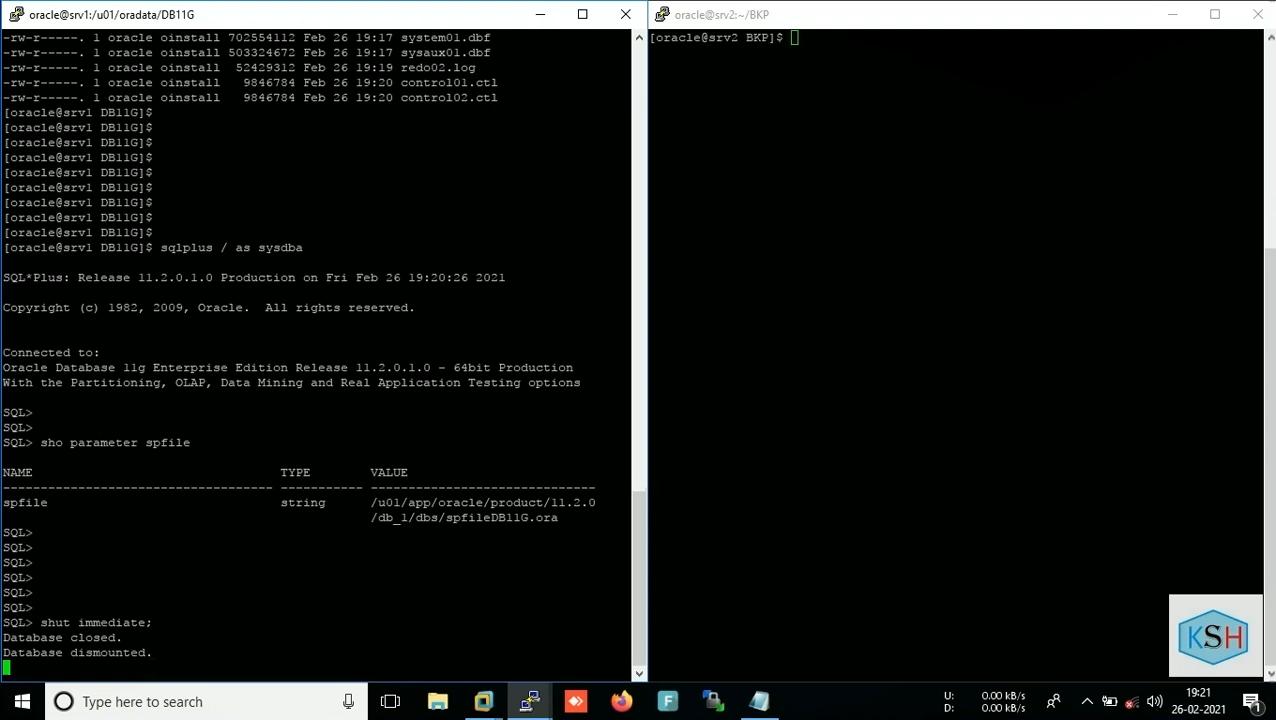 oracle@srv1:/u01/oradata/DB11G
-rw-r-----. 1 oracle oinstall 702554112 Feb 26 19:17 system01.dbf
-rw-r-----. 1 oracle oinstall 503324672 Feb 26 19:17 sysaux01.dbf
-rw-r-----. 1 oracle oinstall  52429312 Feb 26 19:19 redo02.log
-rw-r-----. 1 oracle oinstall   9846784 Feb 26 19:20 control01.ctl
-rw-r-----. 1 oracle oinstall   9846784 Feb 26 19:20 control02.ctl
[oracle@srv1 DB11G]$
[oracle@srv1 DB11G]$
[oracle@srv1 DB11G]$
[oracle@srv1 DB11G]$
[oracle@srv1 DB11G]$
[oracle@srv1 DB11G]$
[oracle@srv1 DB11G]$
[oracle@srv1 DB11G]$
[oracle@srv1 DB11G]$
[oracle@srv1 DB11G]$ sqlplus / as sysdba
SQL*Plus: Release 11.2.0.1.0 Production on Fri Feb 26 19:20:26 2021
Copyright (c) 1982, 2009, Oracle.  All rights reserved.
Connected to:
Oracle Database 11g Enterprise Edition Release 11.2.0.1.0 - 64bit Production
With the Partitioning, OLAP, Data Mining and Real Application Testing options
SQL>
SQL>
SQL> sho parameter spfile
NAME                                 TYPE        VALUE
------------------------------------ ----------- ------------------------------
spfile                               string      /u01/app/oracle/product/11.2.0
/db_1/dbs/spfileDB11G.ora
SQL>
SQL>
SQL>
SQL>
SQL>
SQL>
SQL> shut immediate;
Database closed.
Database dismounted.
oracle@srv2:~/BKP
[oracle@srv2 BKP]$
KSH
Type here to search
F
U: 0.00 kB/s
D: 0.00 kB/s
19:21
26-02-2021
1